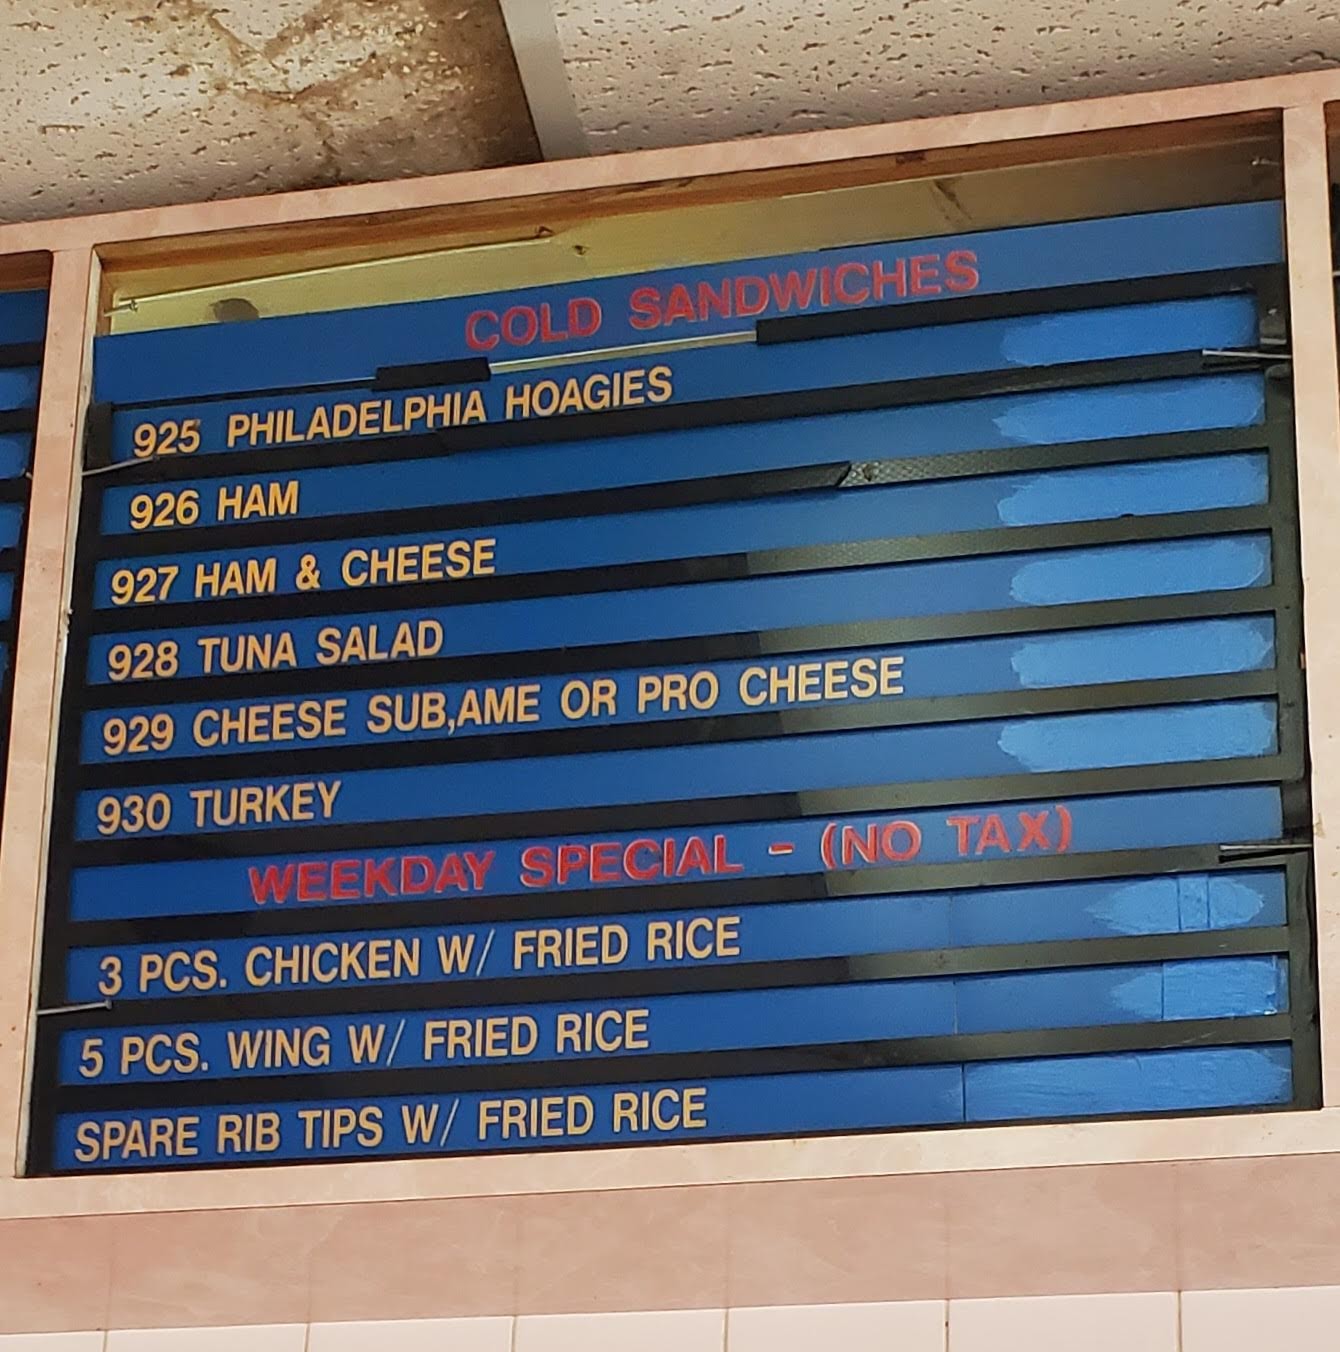 COLD SANDWICHES
925 PHILADELPHIA HOAGIES
926 HAM
927 HAM & CHEESE
928 TUNA SALAD
929 CHEESE SUB,AME OR PRO CHEESE
930 TURKEY
WEEKDAY SPECIAL - (NO TAX)
3 PCS. CHICKEN W/ FRIED RICE
5 PCS. WING W/ FRIED RICE
SPARE RIB TIPS W/ FRIED RICE